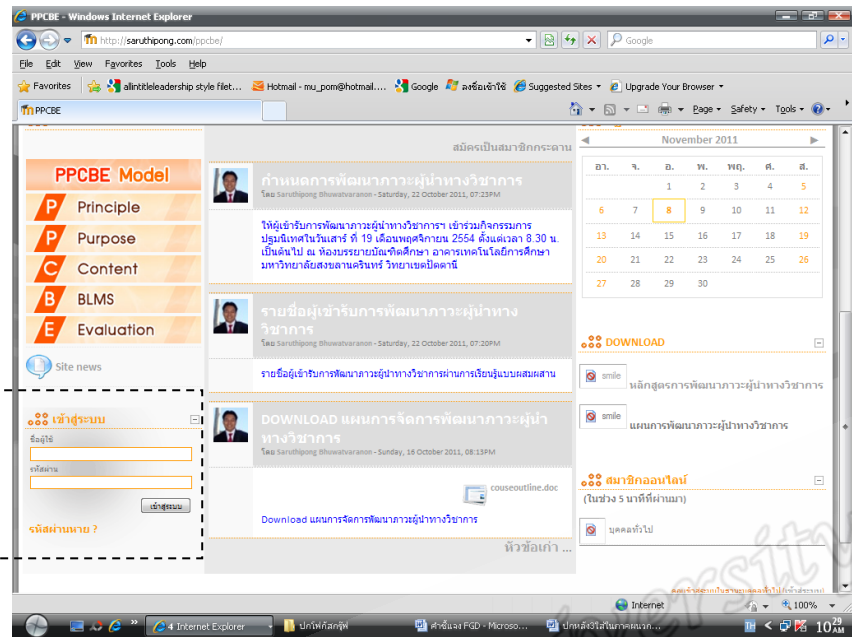 PPCBE - Windows Internet Explorer
http://saruthipong.com/ppcbe/
Google
File Edit View Favorites Tools Help
Favorites
allintitleleadership style filet...
Hotmail - mu_pom@hotmail....
Google
ลงชื่อเข้าใช้
Suggested Sites
Upgrade Your Browser
PPCBE
Page Safety Tools
PPCBE Model
P Principle
P Purpose
C Content
B BLMS
E Evaluation
Site news
เข้าสู่ระบบ
ชื่อผู้ใช้
รหัสผ่าน
เข้าสู่ระบบ
รหัสผ่านหาย ?
สมัครเป็นสมาชิกกระดาน
กำหนดการพัฒนาภาวะผู้นำทางวิชาการ
โดย Saruthipong Bhuwatvaranon - Saturday, 22 October 2011, 07:23PM
ให้ผู้เข้ารับการพัฒนาภาวะผู้นำทางวิชาการฯ เข้าร่วมกิจกรรมการ
ปฐมนิเทศในวันเสาร์ ที่ 19 เดือนพฤศจิกายน 2554 ตั้งแต่เวลา 8.30 น.
เป็นต้นไป ณ ห้องบรรยายบัณฑิตศึกษา อาคารเทคโนโลยีการศึกษา
มหาวิทยาลัยสงขลานครินทร์ วิทยาเขตปัตตานี
รายชื่อผู้เข้ารับการพัฒนาภาวะผู้นำทาง
วิชาการ
โดย Saruthipong Bhuwatvaranon - Saturday, 22 October 2011, 07:20PM
รายชื่อผู้เข้ารับการพัฒนาภาวะผู้นำทางวิชาการผ่านการเรียนรู้แบบผสมผสาน
DOWNLOAD แผนการจัดการพัฒนาภาวะผู้นำ
ทางวิชาการ
โดย Saruthipong Bhuwatvaranon - Sunday, 16 October 2011, 08:13PM
couseoutline.doc
Download แผนการจัดการพัฒนาภาวะผู้นำทางวิชาการ
หัวข้อเก่า ...
November 2011
อา. จ. อ. พ. พฤ. ศ. ส.
1 2 3 4 5
6 7 8 9 10 11 12
13 14 15 16 17 18 19
20 21 22 23 24 25 26
27 28 29 30
DOWNLOAD
smile หลักสูตรการพัฒนาภาวะผู้นำทางวิชาการ
smile แผนการพัฒนาภาวะผู้นำทางวิชาการ
สมาชิกออนไลน์
(ในช่วง 5 นาทีที่ผ่านมา)
บุคคลทั่วไป
Internet
100%
4 Internet Explorer
ปกโฟกัสกรุ๊ฟ
คำชี้แจง FGD - Microso...
ปกหลังวิสในภาคผนวก...
TH
10 29 AM